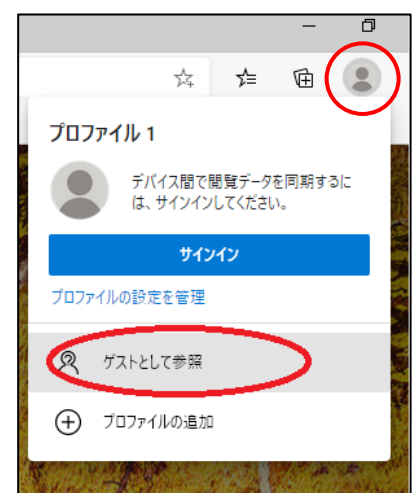 プロファイル 1
デバイス間で閲覧データを同期するに
は、サインインしてください。
サインイン
プロファイルの設定を管理
ゲストとして参照
プロファイルの追加